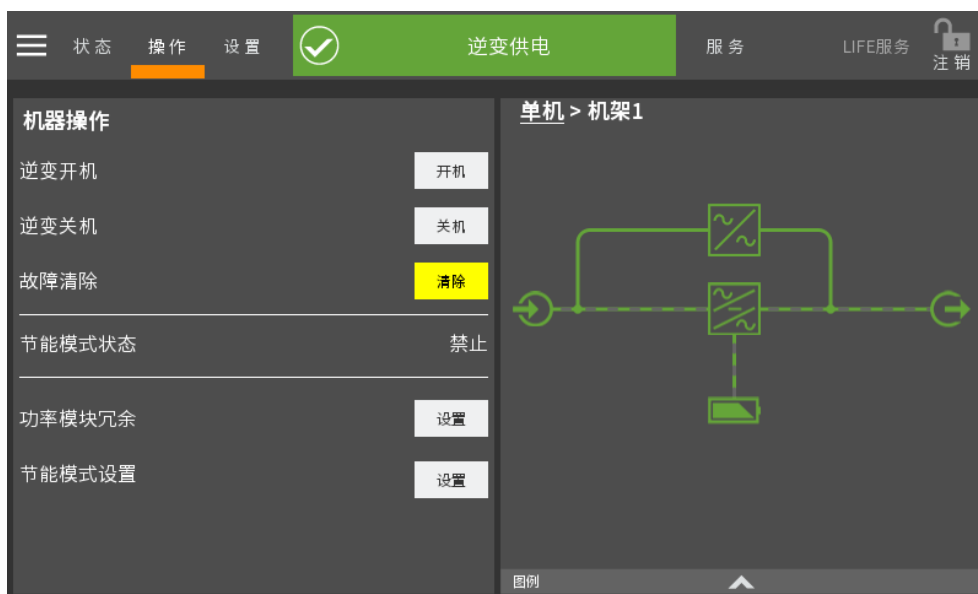 状态 操作 设置 逆变供电 服务 LIFE服务 注销
机器操作
逆变开机 开机
逆变关机 关机
故障清除 清除
节能模式状态 禁止
功率模块冗余 设置
节能模式设置 设置
单机 > 机架1
图例